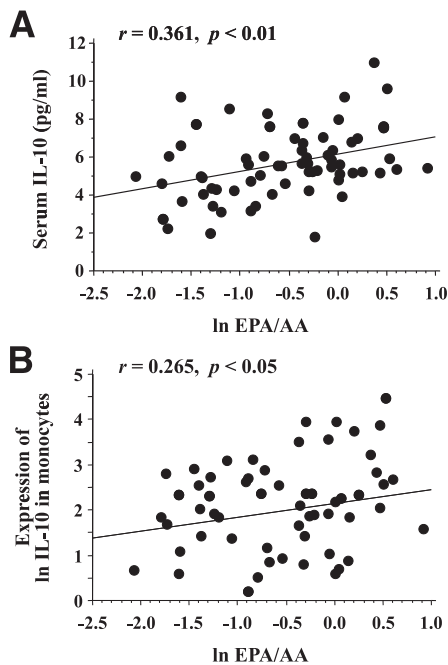 A
r = 0.361, p < 0.01
12
10
8
6
4
2
0
Serum IL-10 (pg/ml)
-2.5 -2.0 -1.5 -1.0 -0.5 0.0 0.5 1.0
ln EPA/AA
B
r = 0.265, p < 0.05
5
4
3
2
1
0
Expression of
ln IL-10 in monocytes
-2.5 -2.0 -1.5 -1.0 -0.5 0.0 0.5 1.0
ln EPA/AA